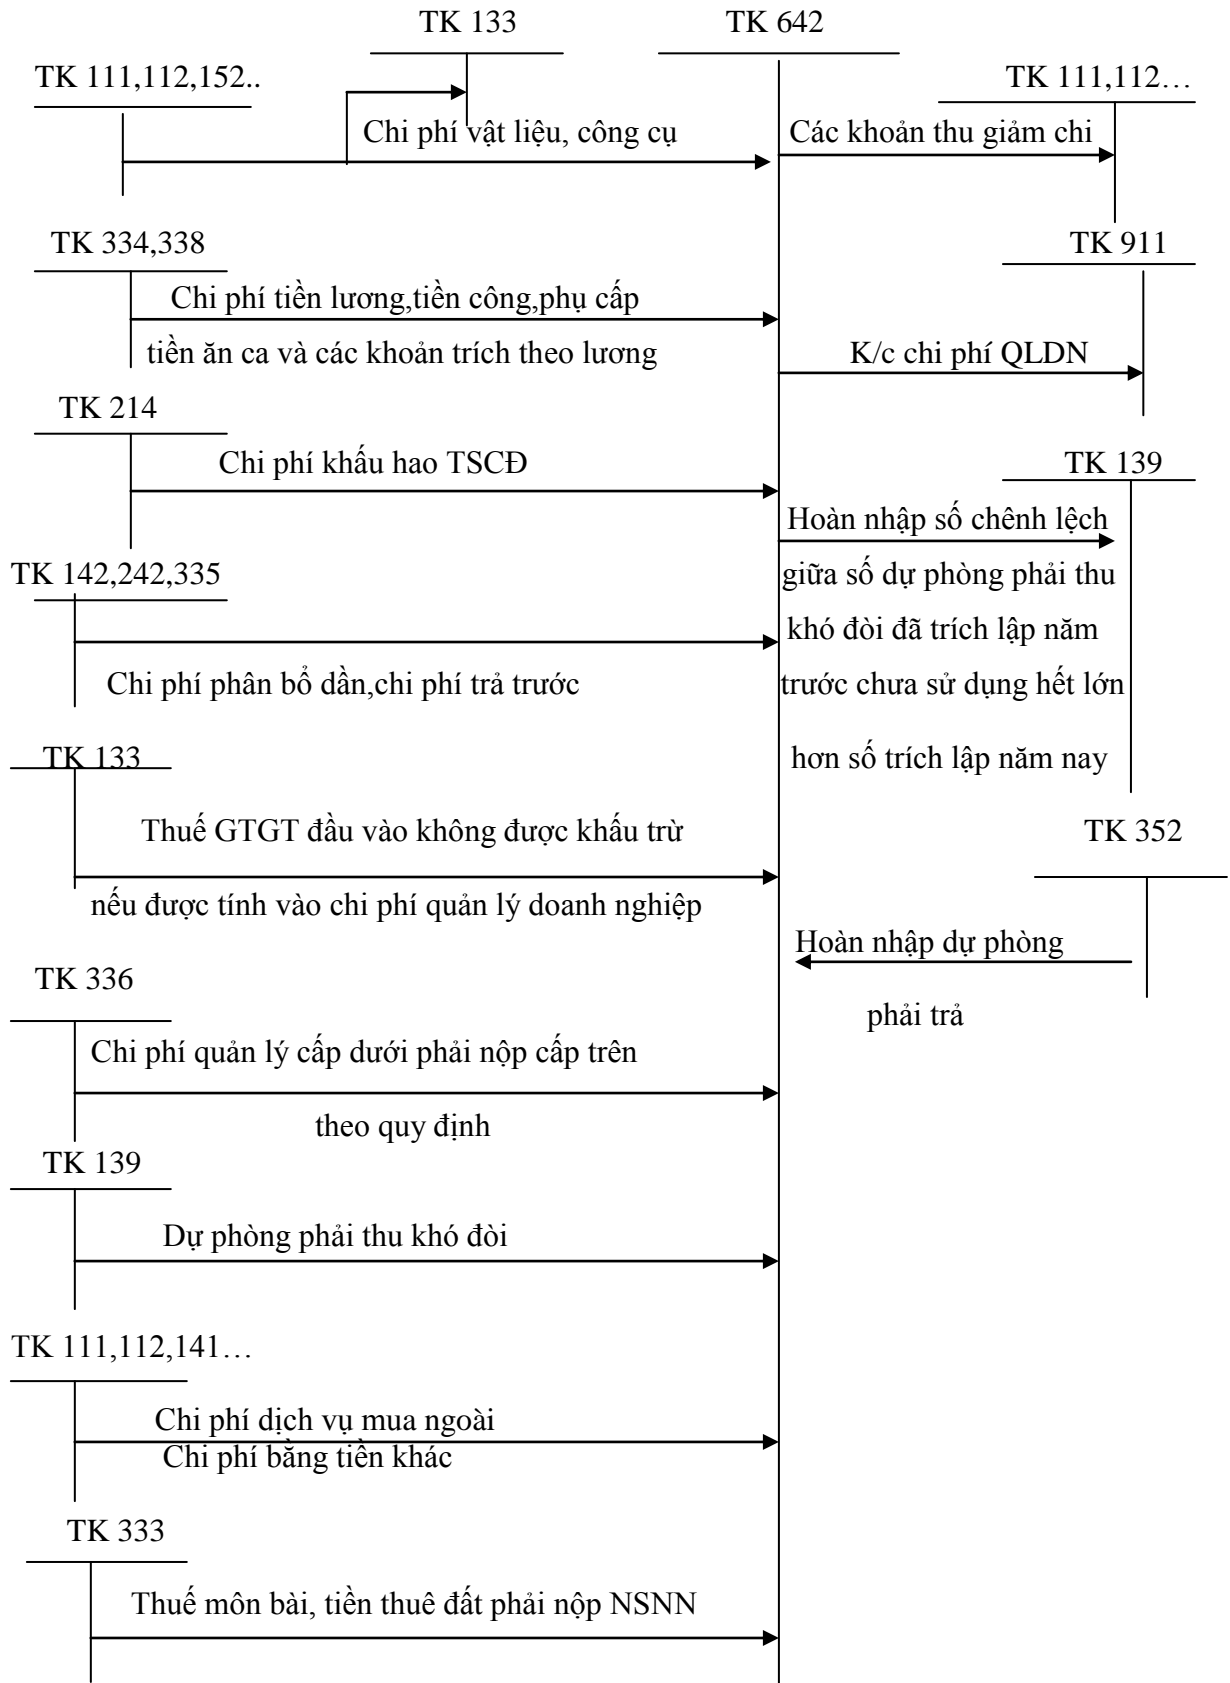 TK 133
TK 642
TK 111,112,152..
TK 111,112…
Chi phí vật liệu, công cụ
Các khoản thu giảm chi
TK 334,338
TK 911
Chi phí tiền lương,tiền công,phụ cấp
tiền ăn ca và các khoản trích theo lương
K/c chi phí QLDN
TK 214
Chi phí khấu hao TSCĐ
TK 139
Hoàn nhập số chênh lệch
giữa số dự phòng phải thu
khó đòi đã trích lập năm
trước chưa sử dụng hết lớn
hơn số trích lập năm nay
TK 142,242,335
Chi phí phân bổ dần,chi phí trả trước
TK 133
Thuế GTGT đầu vào không được khấu trừ
nếu được tính vào chi phí quản lý doanh nghiệp
TK 352
Hoàn nhập dự phòng
phải trả
TK 336
Chi phí quản lý cấp dưới phải nộp cấp trên
theo quy định
TK 139
Dự phòng phải thu khó đòi
TK 111,112,141…
Chi phí dịch vụ mua ngoài
Chi phí bằng tiền khác
TK 333
Thuế môn bài, tiền thuê đất phải nộp NSNN